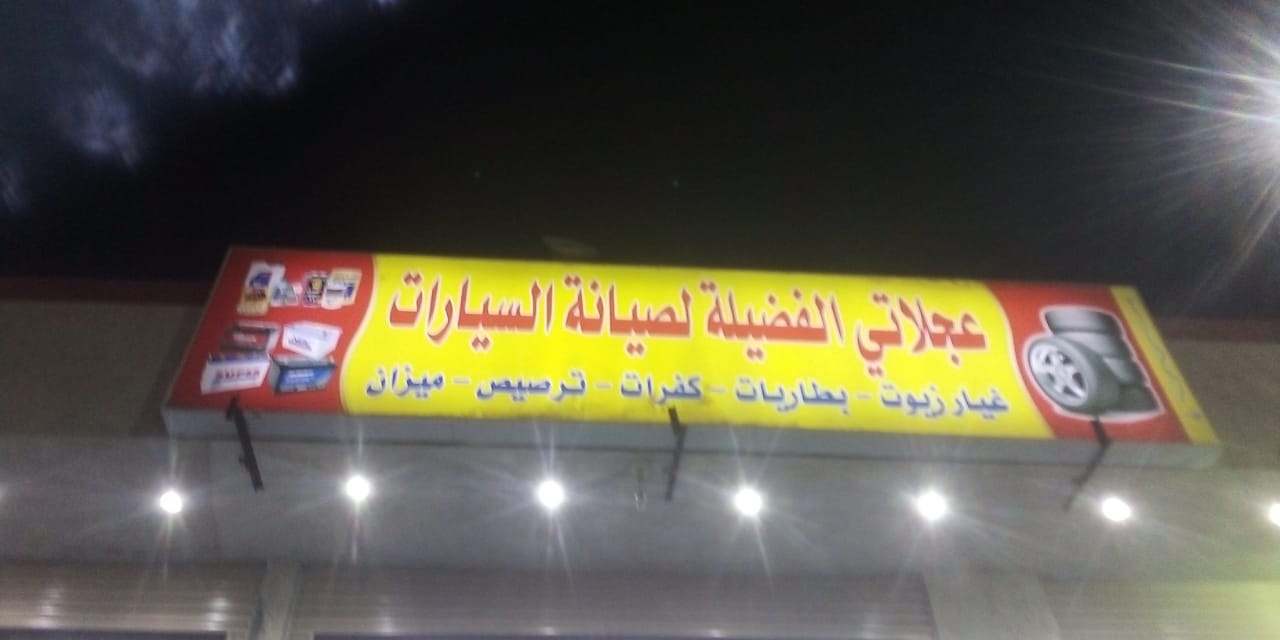 عجلاتي الفضيلة لصيانة السيارات
غيار زيوت - بطاريات - كفرات - ترصيص - ميزان